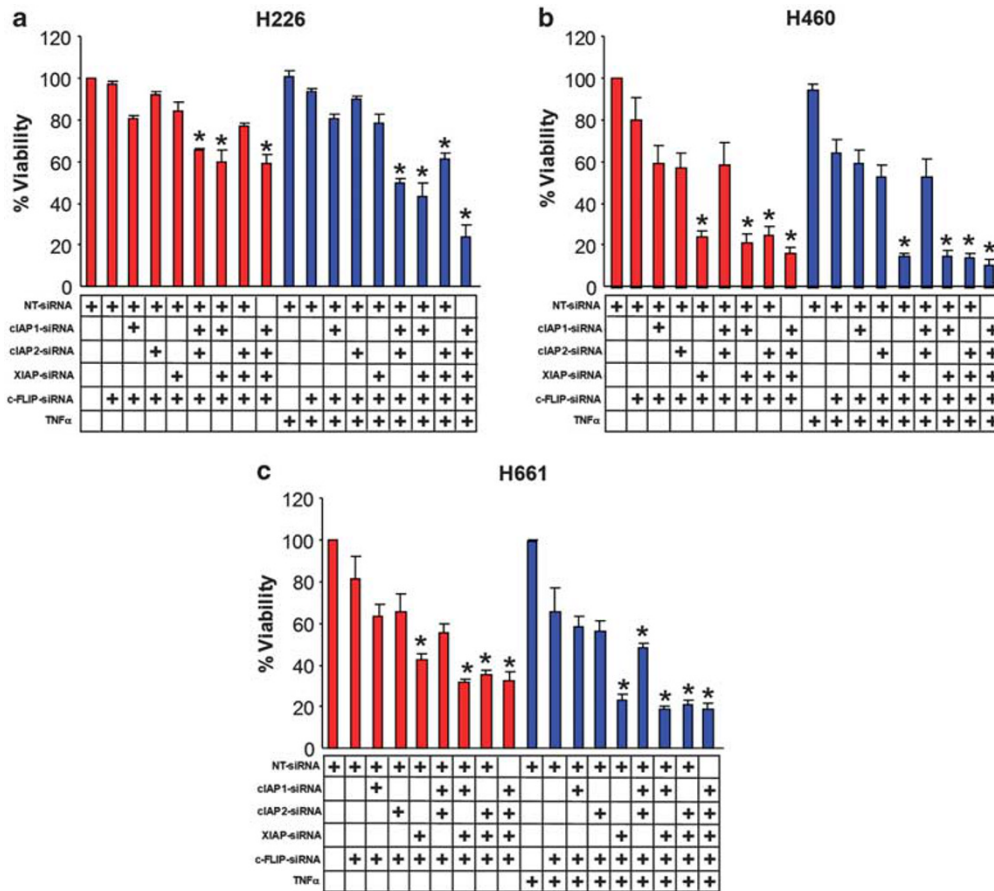 a
H226
% Viability
120
100
80
60
40
20
0
* * * * * * *
NT-siRNA + + + + + + + + + + + + + + + +
cIAP1-siRNA + + + + + + + +
cIAP2-siRNA + + + + + + + +
XIAP-siRNA + + + + + + + +
c-FLIP-siRNA + + + + + + + + + + + + + + + +
TNFα + + + + + + + + +
b
H460
% Viability
120
100
80
60
40
20
0
* * * * * * * *
NT-siRNA + + + + + + + + + + + + + + + +
cIAP1-siRNA + + + + + + + +
cIAP2-siRNA + + + + + + + +
XIAP-siRNA + + + + + + + +
c-FLIP-siRNA + + + + + + + + + + + + + + + +
TNFα + + + + + + + + +
c
H661
% Viability
120
100
80
60
40
20
0
* * * * * * * * *
NT-siRNA + + + + + + + + + + + + + + + +
cIAP1-siRNA + + + + + + + +
cIAP2-siRNA + + + + + + + +
XIAP-siRNA + + + + + + + +
c-FLIP-siRNA + + + + + + + + + + + + + + + +
TNFα + + + + + + + + +